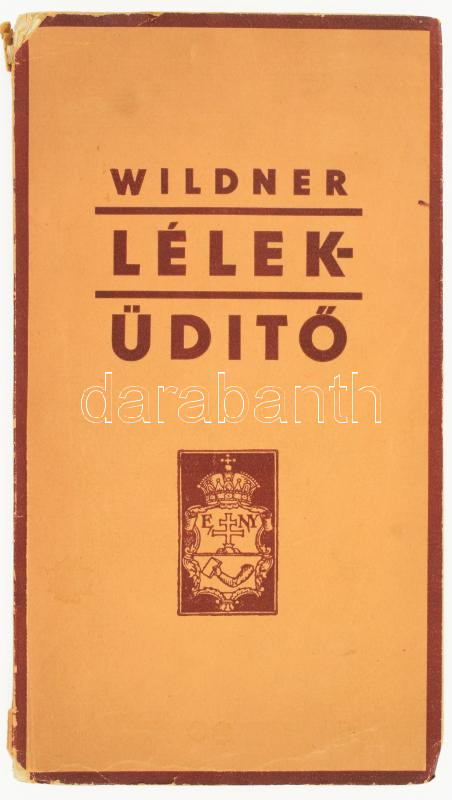 WILDNER
LÉLEK-
ÜDITŐ
darabanth
E NY